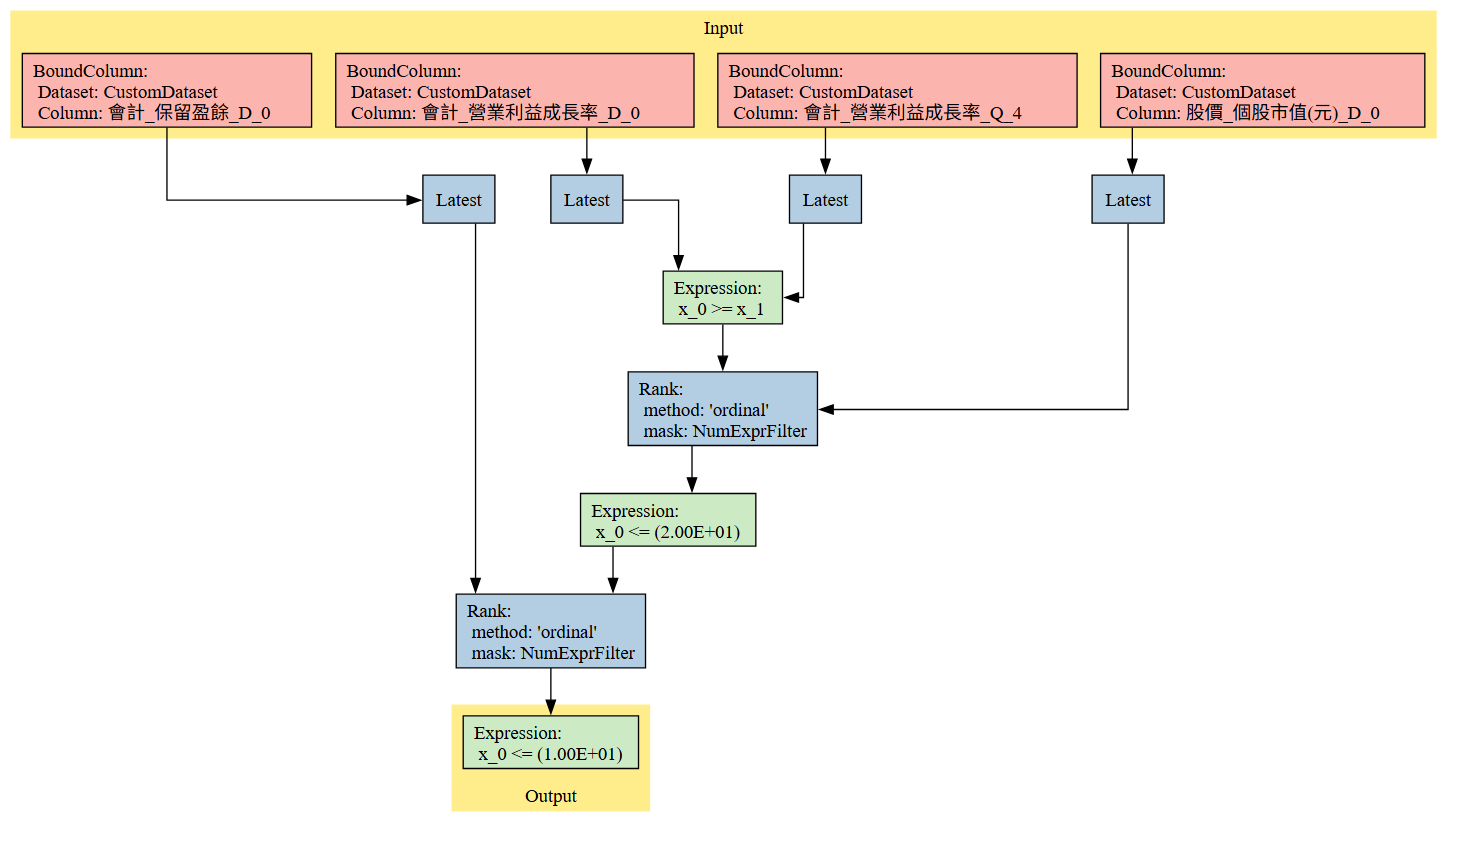 Input
BoundColumn:
Dataset: CustomDataset
Column: 會計_保留盈餘_D_0
BoundColumn:
Dataset: CustomDataset
Column: 會計_營業利益成長率_D_0
BoundColumn:
Dataset: CustomDataset
Column: 會計_營業利益成長率_Q_4
BoundColumn:
Dataset: CustomDataset
Column: 股價_個股市值(元)_D_0
Latest
Latest
Latest
Latest
Expression:
x_0 >= x_1
Rank:
method: 'ordinal'
mask: NumExprFilter
Expression:
x_0 <= (2.00E+01)
Rank:
method: 'ordinal'
mask: NumExprFilter
Expression:
x_0 <= (1.00E+01)
Output